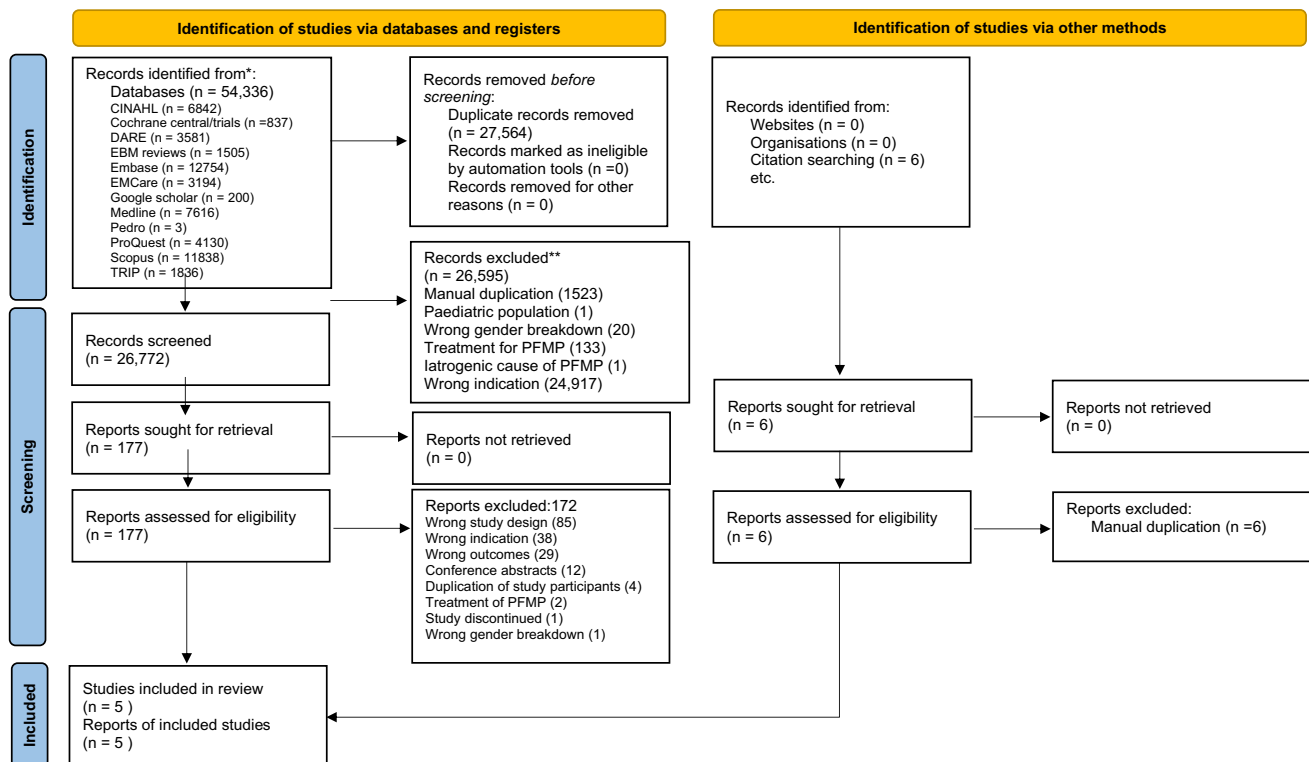 Identification of studies via databases and registers
Identification of studies via other methods
Identification
Records identified from*:
Databases (n = 54,336)
CINAHL (n = 6842)
Cochrane central/trials (n =837)
DARE (n = 3581)
EBM reviews (n = 1505)
Embase (n = 12754)
EMCare (n = 3194)
Google scholar (n = 200)
Medline (n = 7616)
Pedro (n = 3)
ProQuest (n = 4130)
Scopus (n = 11838)
TRIP (n = 1836)
Records removed before
screening:
Duplicate records removed
(n = 27,564)
Records marked as ineligible
by automation tools (n =0)
Records removed for other
reasons (n = 0)
Records identified from:
Websites (n = 0)
Organisations (n = 0)
Citation searching (n = 6)
etc.
Screening
Records screened
(n = 26,772)
Records excluded**
(n = 26,595)
Manual duplication (1523)
Paediatric population (1)
Wrong gender breakdown (20)
Treatment for PFMP (133)
Iatrogenic cause of PFMP (1)
Wrong indication (24,917)
Reports sought for retrieval
(n = 177)
Reports not retrieved
(n = 0)
Reports sought for retrieval
(n = 6)
Reports not retrieved
(n = 0)
Reports assessed for eligibility
(n = 177)
Reports excluded:172
Wrong study design (85)
Wrong indication (38)
Wrong outcomes (29)
Conference abstracts (12)
Duplication of study participants (4)
Treatment of PFMP (2)
Study discontinued (1)
Wrong gender breakdown (1)
Reports assessed for eligibility
(n = 6)
Reports excluded:
Manual duplication (n =6)
Included
Studies included in review
(n = 5 )
Reports of included studies
(n = 5 )